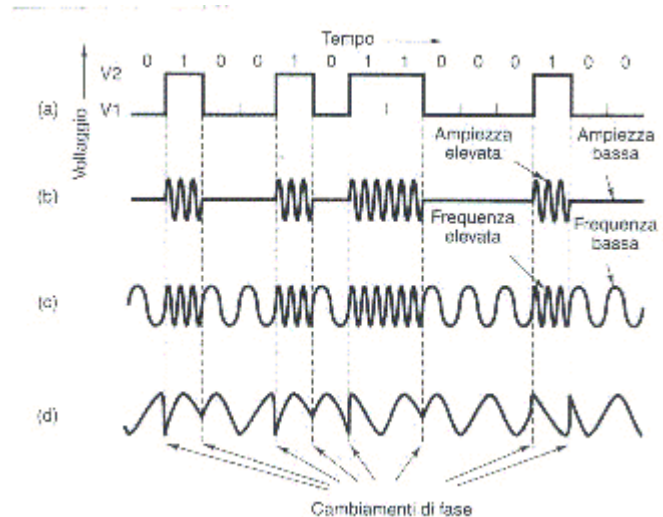 Tempo
0 1 0 0 1 0 1 1 0 0 0 1 0 0
V2
(a)
V1
Voltaggio
Ampiezza
elevata
Ampiezza
bassa
(b)
Frequenza
elevata
Frequenza
bassa
(c)
(d)
Cambiamenti di fase